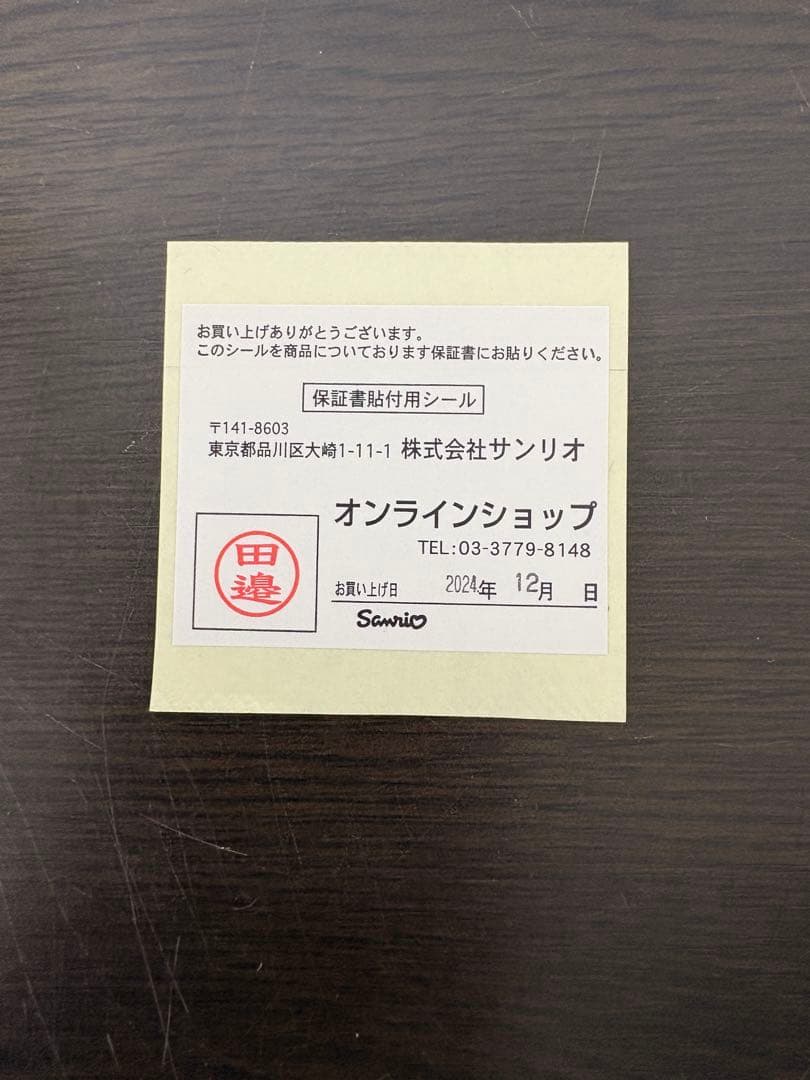 お買い上げありがとうございます。
このシールを商品についております保証書にお貼りください。
保証書貼付用シール
〒141-8603
東京都品川区大崎1-11-1 株式会社サンリオ
オンラインショップ
TEL:03-3779-8148
田邉
お買い上げ日 2024年 12月 日
Sanrio